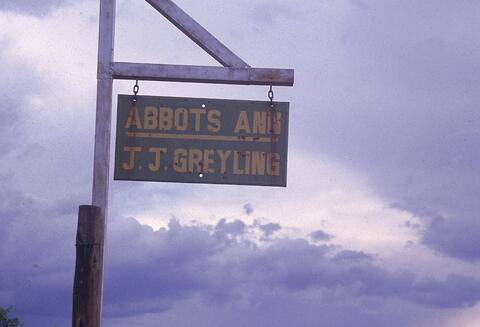 ABBOTS ANN
J.J. GREYLING